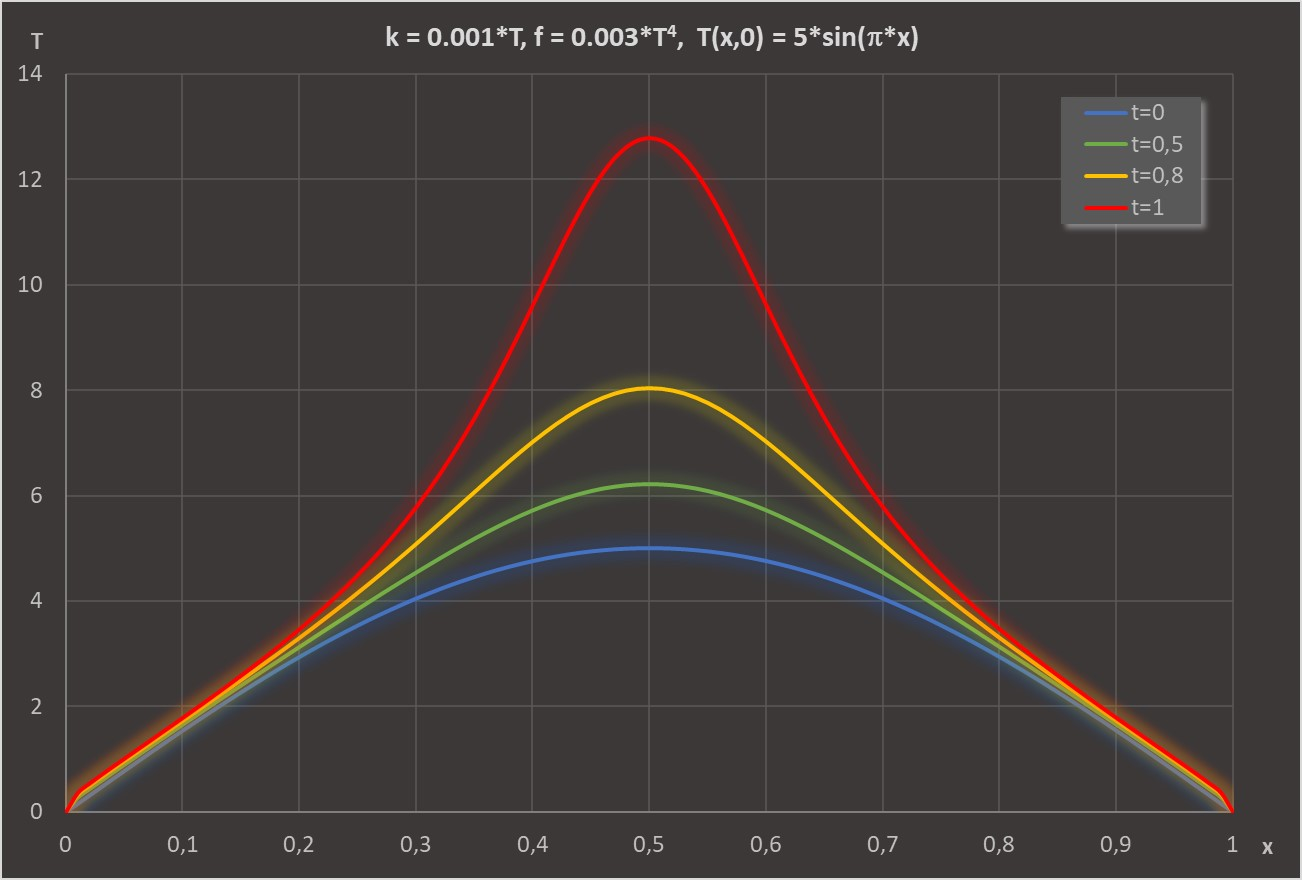 k = 0.001*T, f = 0.003*T⁴,  T(x,0) = 5*sin(π*x)
T
14
12
10
8
6
4
2
0
t=0
t=0,5
t=0,8
t=1
0 0,1 0,2 0,3 0,4 0,5 0,6 0,7 0,8 0,9 1 x